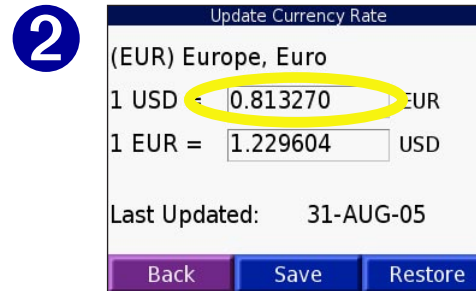 2
Update Currency Rate
(EUR) Europe, Euro
1 USD = 0.813270 EUR
1 EUR = 1.229604 USD
Last Updated: 31-AUG-05
Back Save Restore